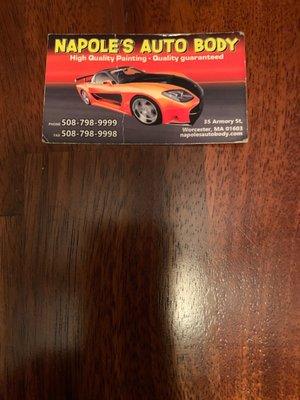 NAPOLE'S AUTO BODY
High Quality Painting - Quality guaranteed
PHONE 508-798-9999
FAX 508-798-9998
35 Armory St,
Worcester, MA 01603
napolesautobody.com